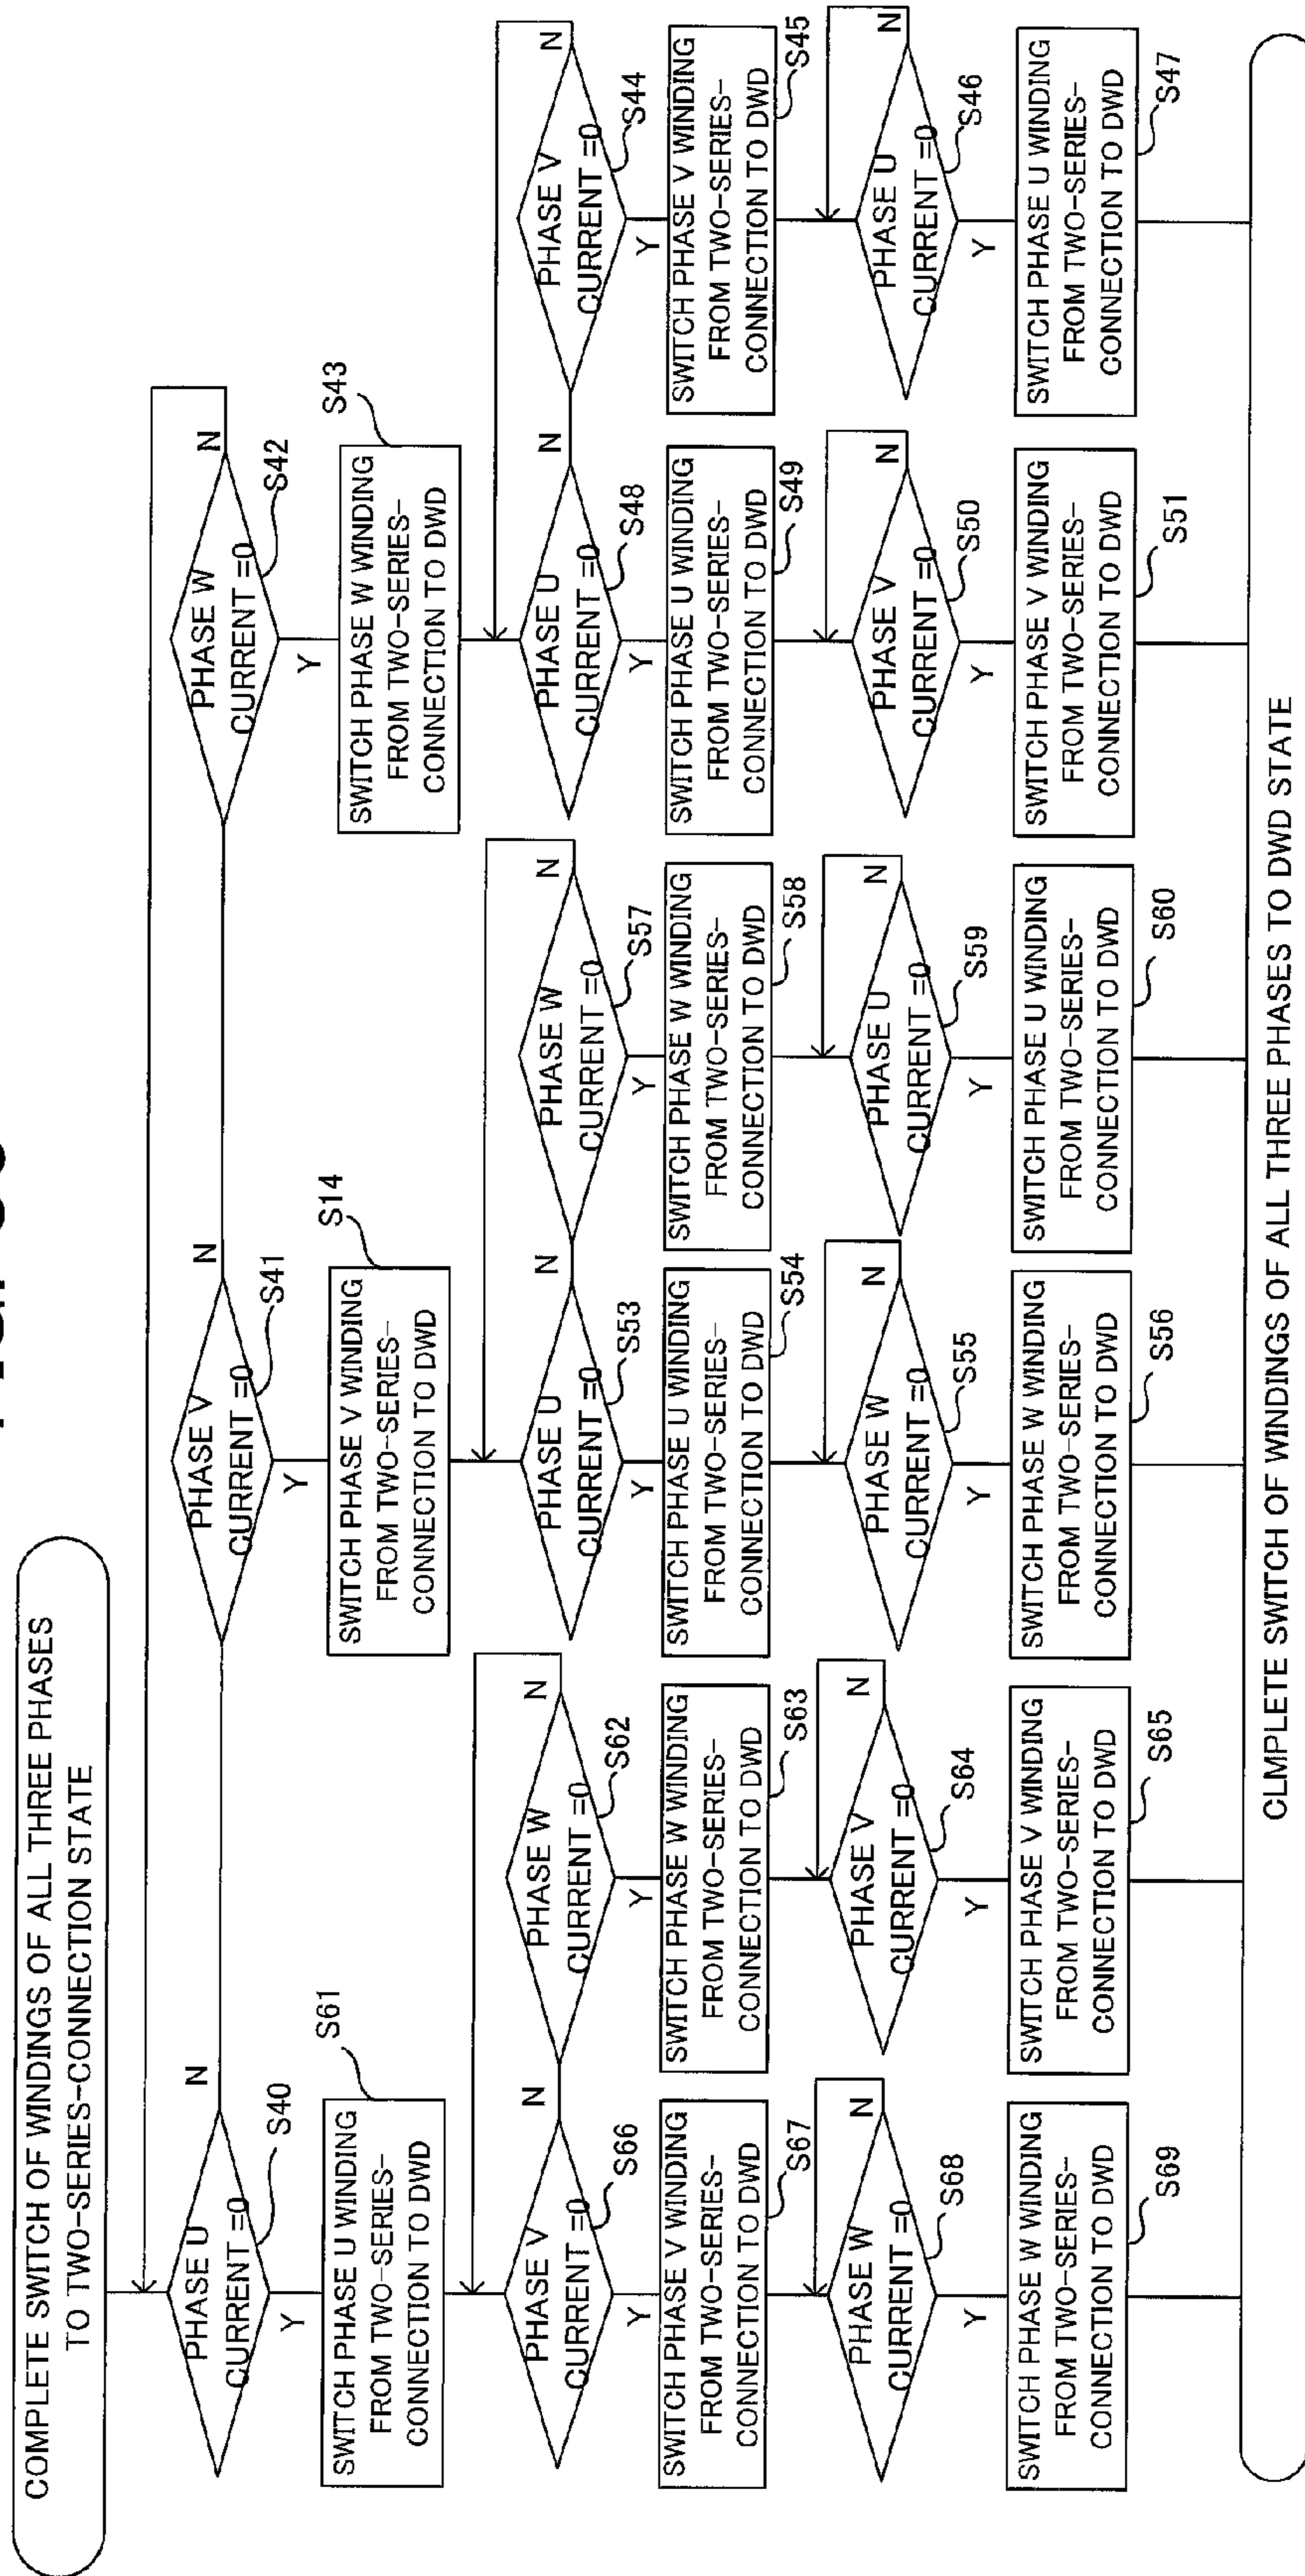 COMPLETE SWITCH OF WINDINGS OF ALL THREE PHASES
TO TWO-SERIES-CONNECTION STATE
PHASE U
CURRENT =0
N
Y
S40
PHASE V
CURRENT =0
N
Y
S41
PHASE W
CURRENT =0
N
Y
S42
SWITCH PHASE U WINDING
FROM TWO-SERIES-
CONNECTION TO DWD
S61
SWITCH PHASE V WINDING
FROM TWO-SERIES-
CONNECTION TO DWD
S14
SWITCH PHASE W WINDING
FROM TWO-SERIES-
CONNECTION TO DWD
S43
PHASE V
CURRENT =0
N
Y
S66
PHASE W
CURRENT =0
N
Y
S62
PHASE U
CURRENT =0
N
Y
S53
PHASE W
CURRENT =0
N
Y
S57
PHASE U
CURRENT =0
N
Y
S48
PHASE V
CURRENT =0
N
Y
S44
SWITCH PHASE V WINDING
FROM TWO-SERIES-
CONNECTION TO DWD
S67
SWITCH PHASE W WINDING
FROM TWO-SERIES-
CONNECTION TO DWD
S63
SWITCH PHASE U WINDING
FROM TWO-SERIES-
CONNECTION TO DWD
S54
SWITCH PHASE W WINDING
FROM TWO-SERIES-
CONNECTION TO DWD
S58
SWITCH PHASE U WINDING
FROM TWO-SERIES-
CONNECTION TO DWD
S49
SWITCH PHASE V WINDING
FROM TWO-SERIES-
CONNECTION TO DWD
S45
PHASE W
CURRENT =0
N
Y
S68
PHASE V
CURRENT =0
N
Y
S64
PHASE W
CURRENT =0
N
Y
S55
PHASE U
CURRENT =0
N
Y
S59
PHASE V
CURRENT =0
N
Y
S50
PHASE U
CURRENT =0
N
Y
S46
SWITCH PHASE W WINDING
FROM TWO-SERIES-
CONNECTION TO DWD
S69
SWITCH PHASE V WINDING
FROM TWO-SERIES-
CONNECTION TO DWD
S65
SWITCH PHASE W WINDING
FROM TWO-SERIES-
CONNECTION TO DWD
S56
SWITCH PHASE U WINDING
FROM TWO-SERIES-
CONNECTION TO DWD
S60
SWITCH PHASE V WINDING
FROM TWO-SERIES-
CONNECTION TO DWD
S51
SWITCH PHASE U WINDING
FROM TWO-SERIES-
CONNECTION TO DWD
S47
CLMPLETE SWITCH OF WINDINGS OF ALL THREE PHASES TO DWD STATE